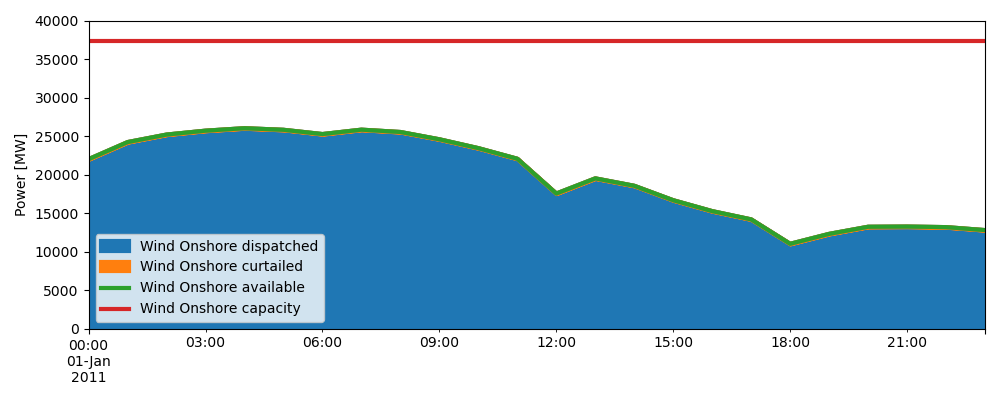 40000
35000
30000
25000
20000
15000
10000
5000
0
Power [MW]
Wind Onshore dispatched
Wind Onshore curtailed
Wind Onshore available
Wind Onshore capacity
00:00 03:00 06:00 09:00 12:00 15:00 18:00 21:00
01-Jan
2011